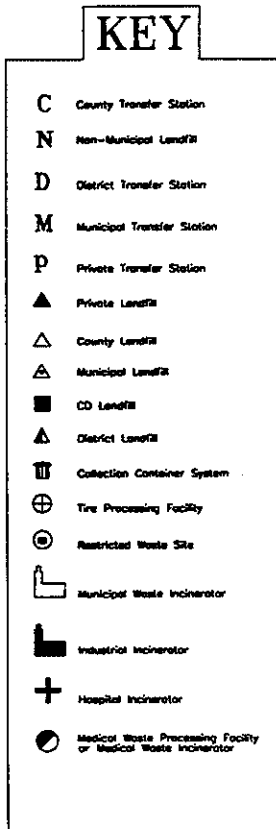 KEY
C County Transfer Station
N Non-Municipal Landfill
D District Transfer Station
M Municipal Transfer Station
P Private Transfer Station
Private Landfill
County Landfill
Municipal Landfill
CD Landfill
District Landfill
Collection Container System
Tire Processing Facility
Restricted Waste Site
Municipal Waste Incinerator
Industrial Incinerator
Hospital Incinerator
Medical Waste Processing Facility
or Medical Waste Incinerator